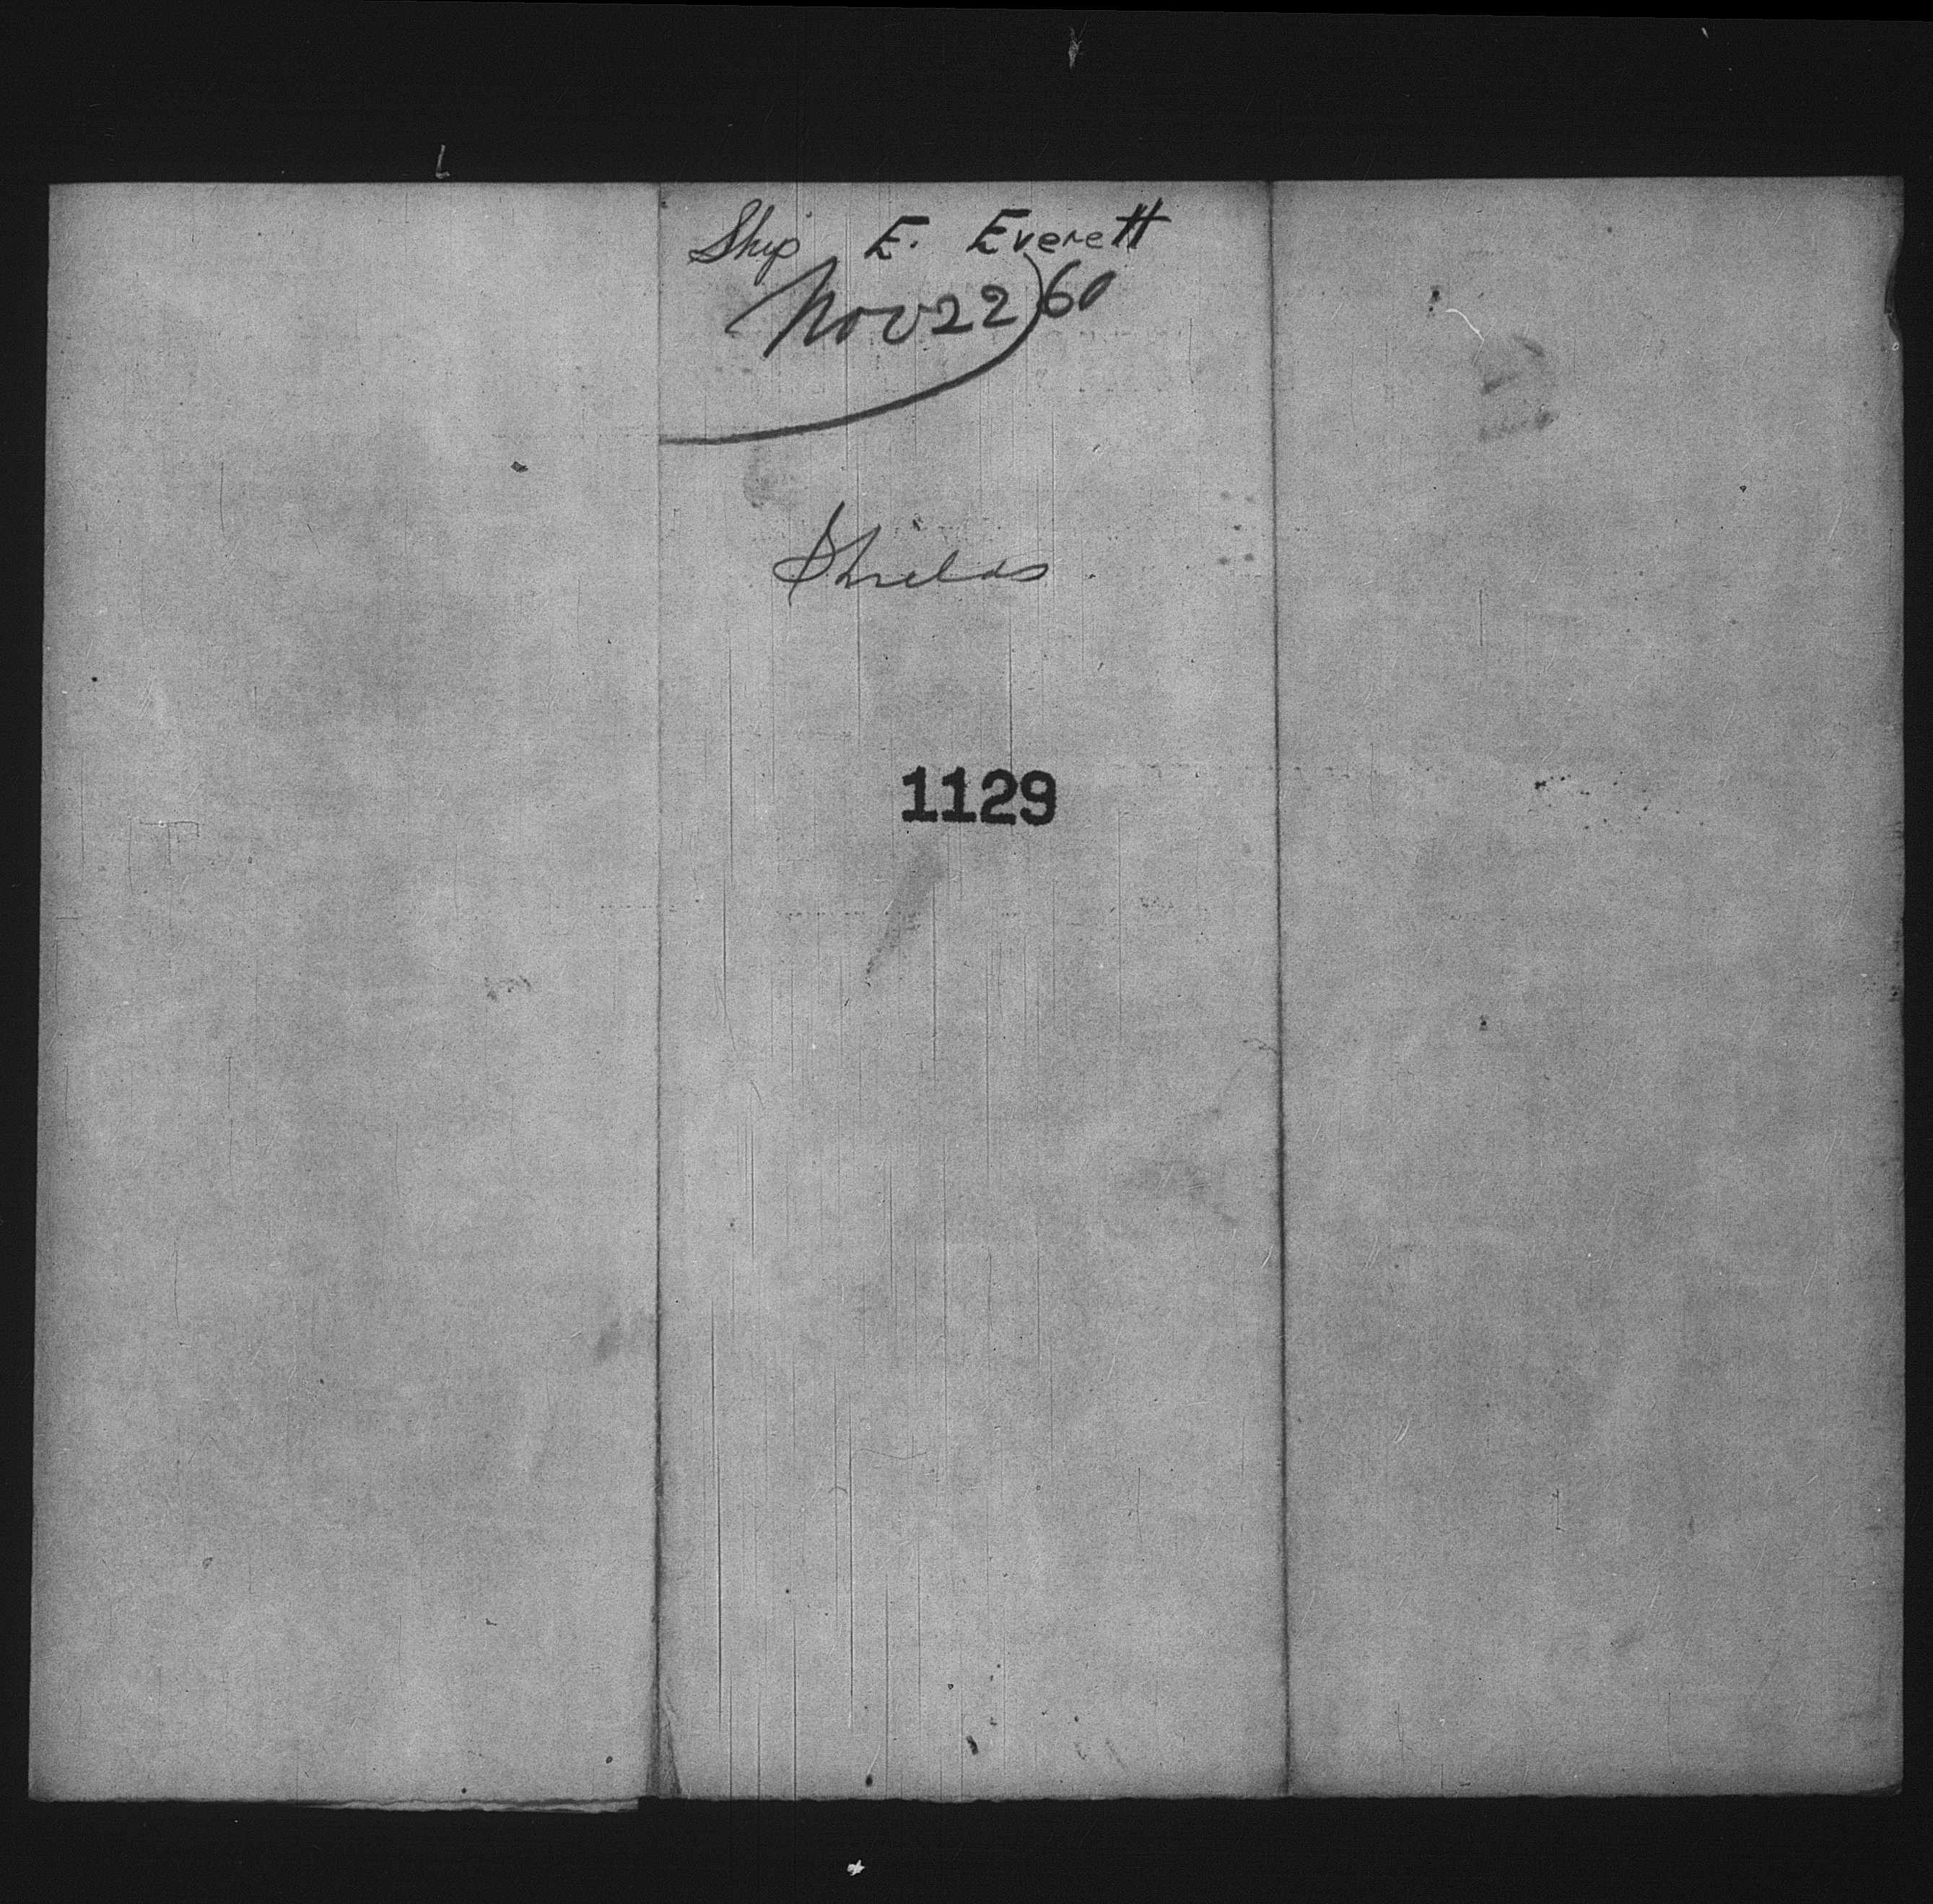 Ship E. Everett
Nov 22) 60
Shields
1129